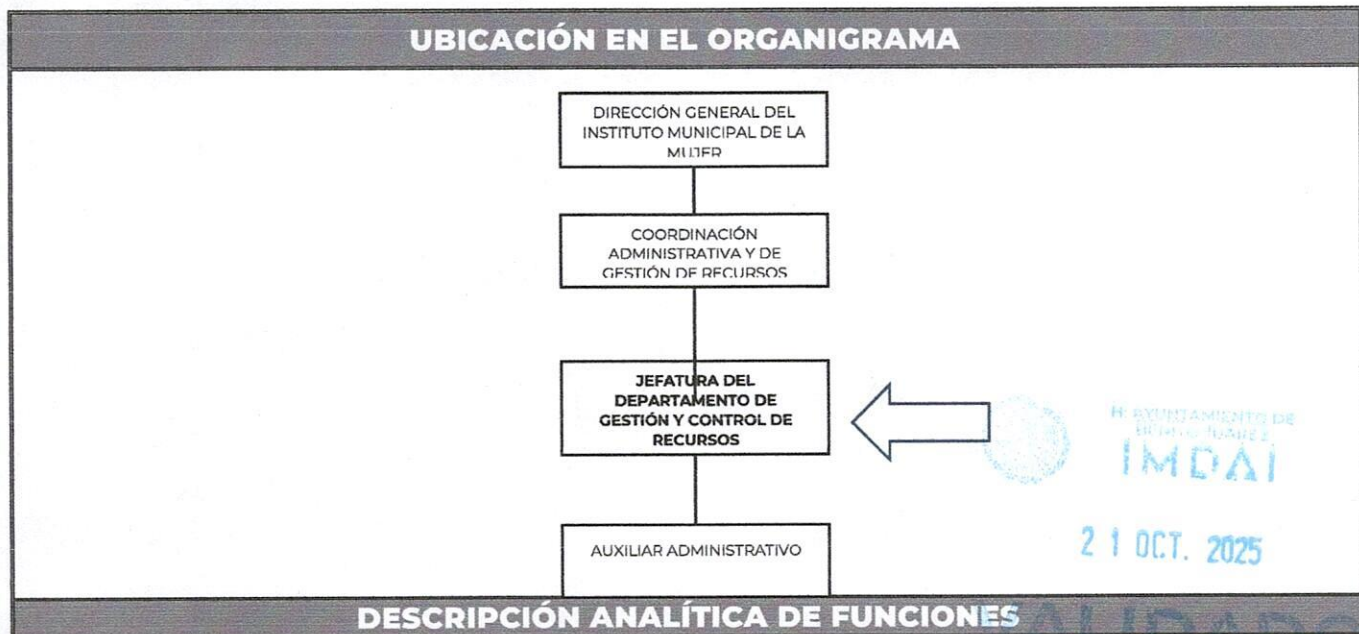 UBICACIÓN EN EL ORGANIGRAMA
DIRECCIÓN GENERAL DEL
INSTITUTO MUNICIPAL DE LA
MUJER
COORDINACIÓN
ADMINISTRATIVA Y DE
GESTIÓN DE RECURSOS
JEFATURA DEL
DEPARTAMENTO DE
GESTIÓN Y CONTROL DE
RECURSOS
H. AYUNTAMIENTO DE
BENITO JUÁREZ
IMDAI
21 OCT. 2025
AUXILIAR ADMINISTRATIVO
DESCRIPCIÓN ANALÍTICA DE FUNCIONES